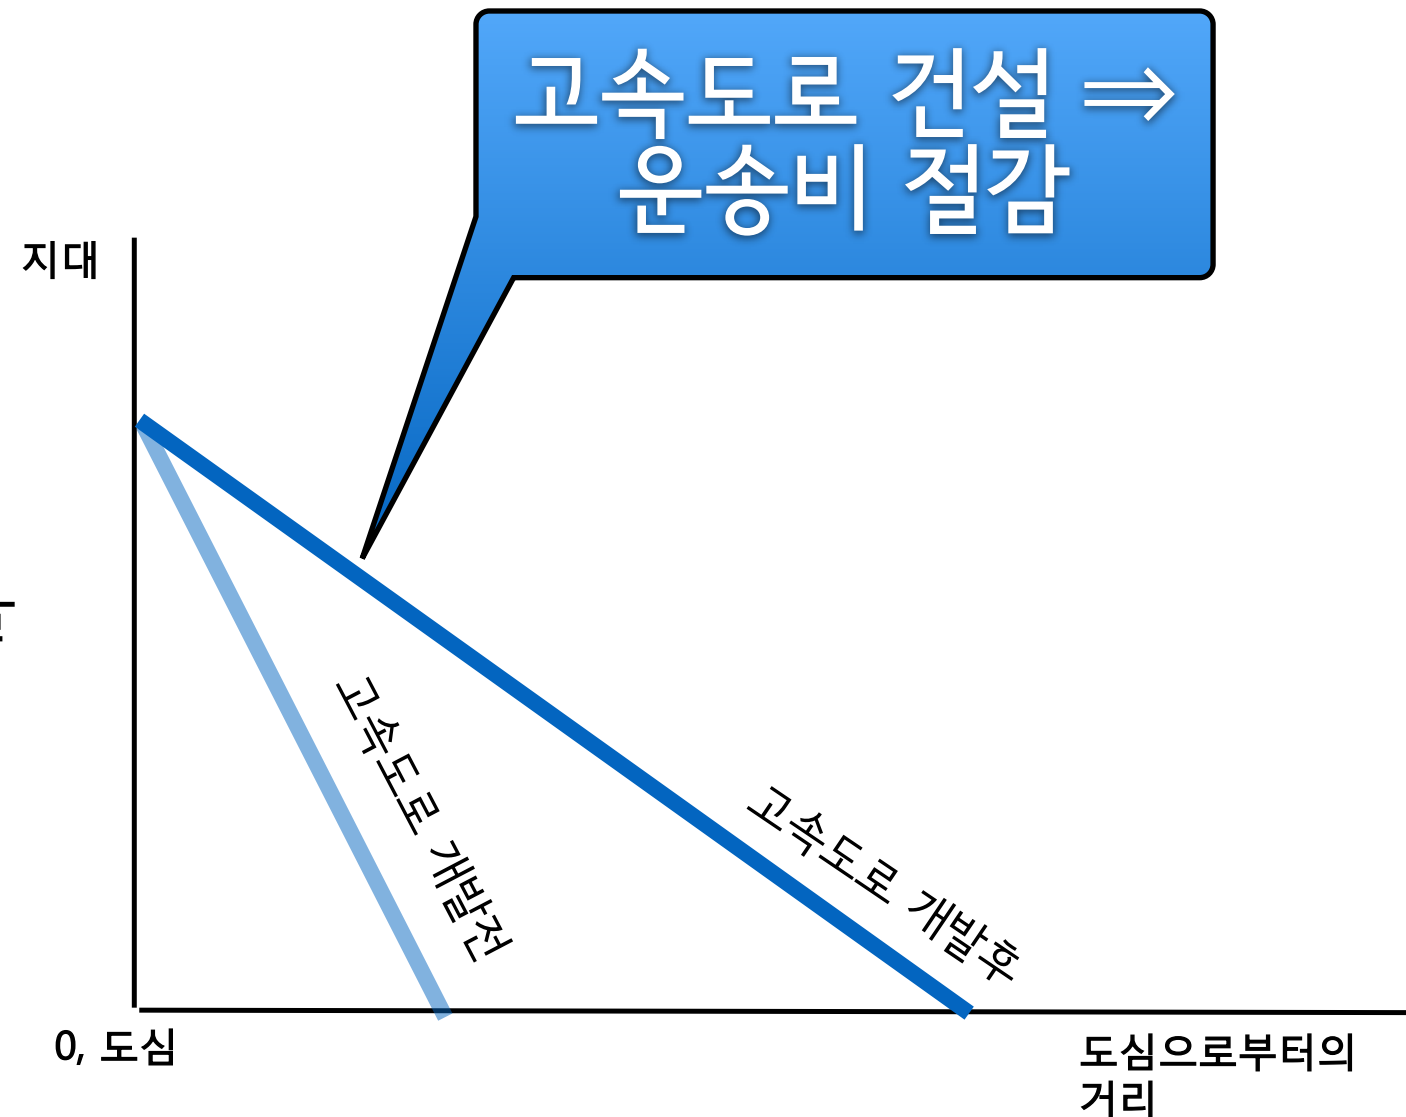 고속도로 건설 ⇒
운송비 절감
지대
고속도로 개발전
고속도로 개발후
0, 도심
도심으로부터의
거리